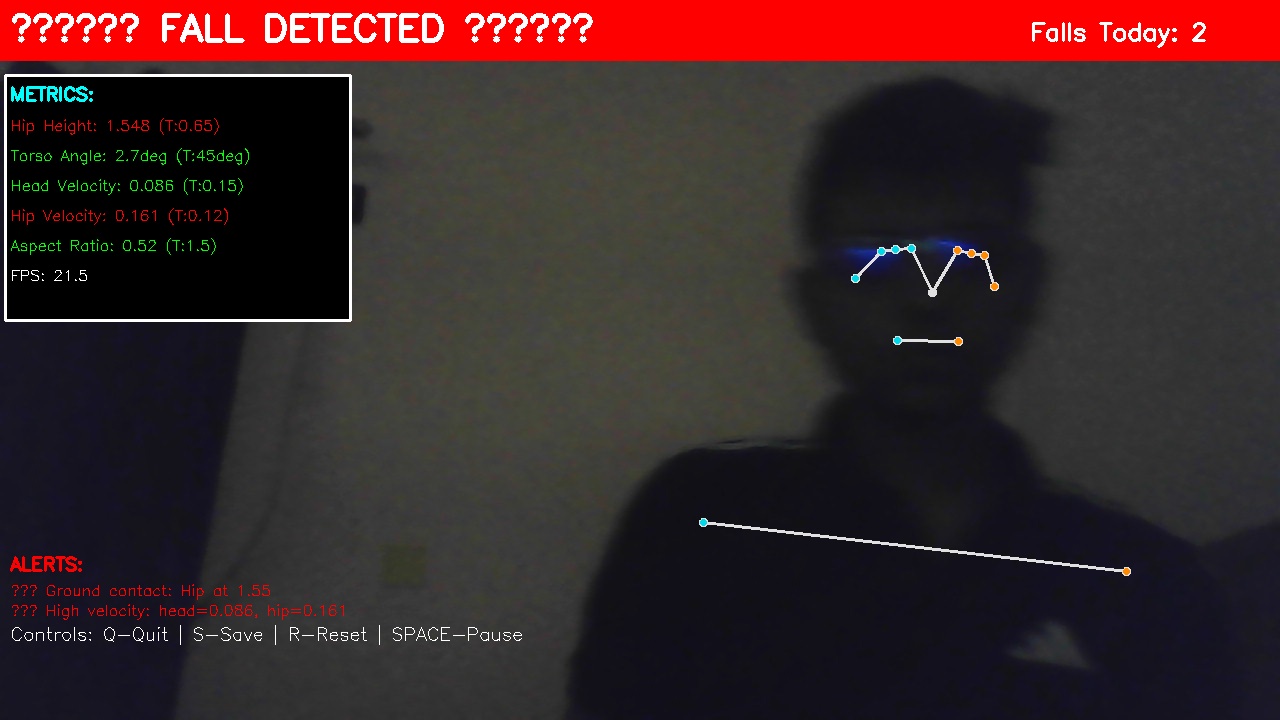 ?????? FALL DETECTED ??????
Falls Today: 2
METRICS:
Hip Height: 1.548 (T:0.65)
Torso Angle: 2.7deg (T:45deg)
Head Velocity: 0.086 (T:0.15)
Hip Velocity: 0.161 (T:0.12)
Aspect Ratio: 0.52 (T:1.5)
FPS: 21.5
ALERTS:
??? Ground contact: Hip at 1.55
??? High velocity: head=0.086, hip=0.161
Controls: Q-Quit | S-Save | R-Reset | SPACE-Pause